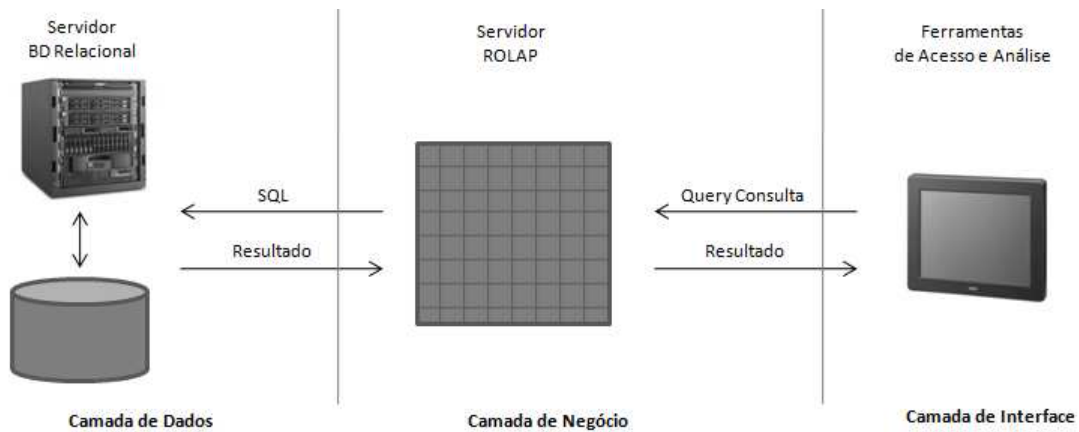 Servidor
BD Relacional
Servidor
ROLAP
Ferramentas
de Acesso e Análise
SQL
Query Consulta
Resultado
Resultado
Camada de Dados
Camada de Negócio
Camada de Interface